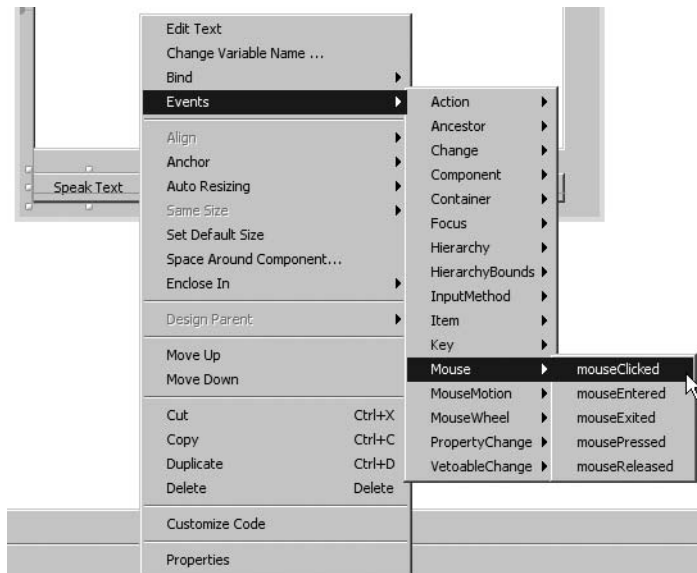 Edit Text
Change Variable Name ...
Bind
Events
Align
Anchor
Auto Resizing
Same Size
Set Default Size
Space Around Component...
Enclose In
Design Parent
Move Up
Move Down
Cut Ctrl+X
Copy Ctrl+C
Duplicate Ctrl+D
Delete Delete
Customize Code
Properties
Speak Text
Action
Ancestor
Change
Component
Container
Focus
Hierarchy
HierarchyBounds
InputMethod
Item
Key
Mouse
MouseMotion
MouseWheel
PropertyChange
VetoableChange
mouseClicked
mouseEntered
mouseExited
mousePressed
mouseReleased